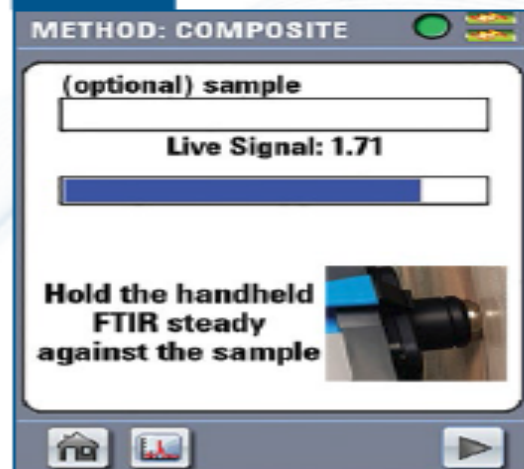 METHOD: COMPOSITE
(optional) sample
Live Signal: 1.71
Hold the handheld
FTIR steady
against the sample